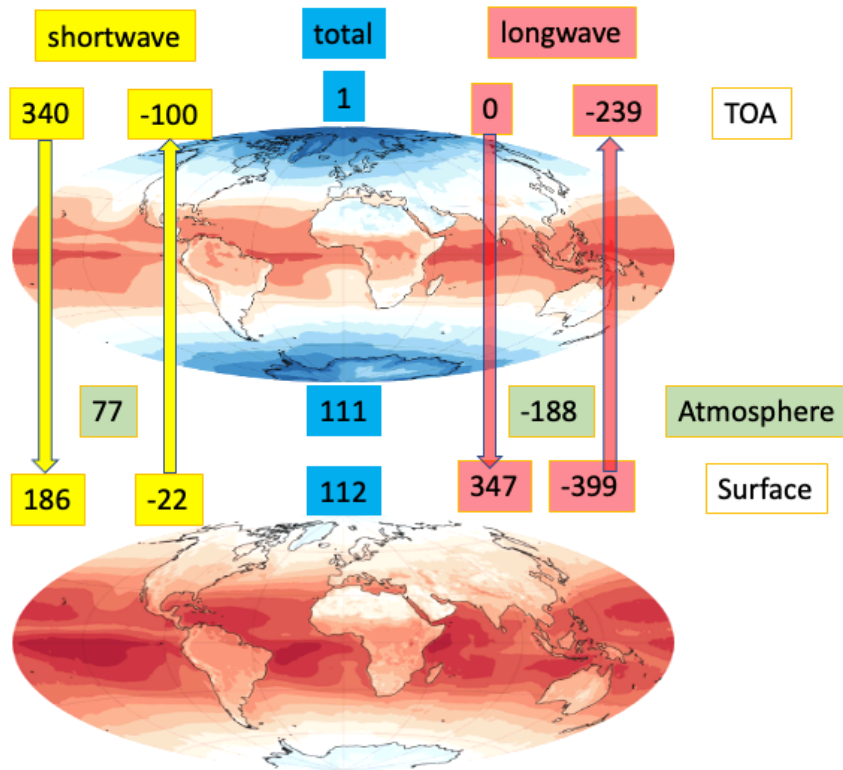 shortwave total longwave
340 -100 1 0 -239 TOA
77 111 -188 Atmosphere
186 -22 112 347 -399 Surface